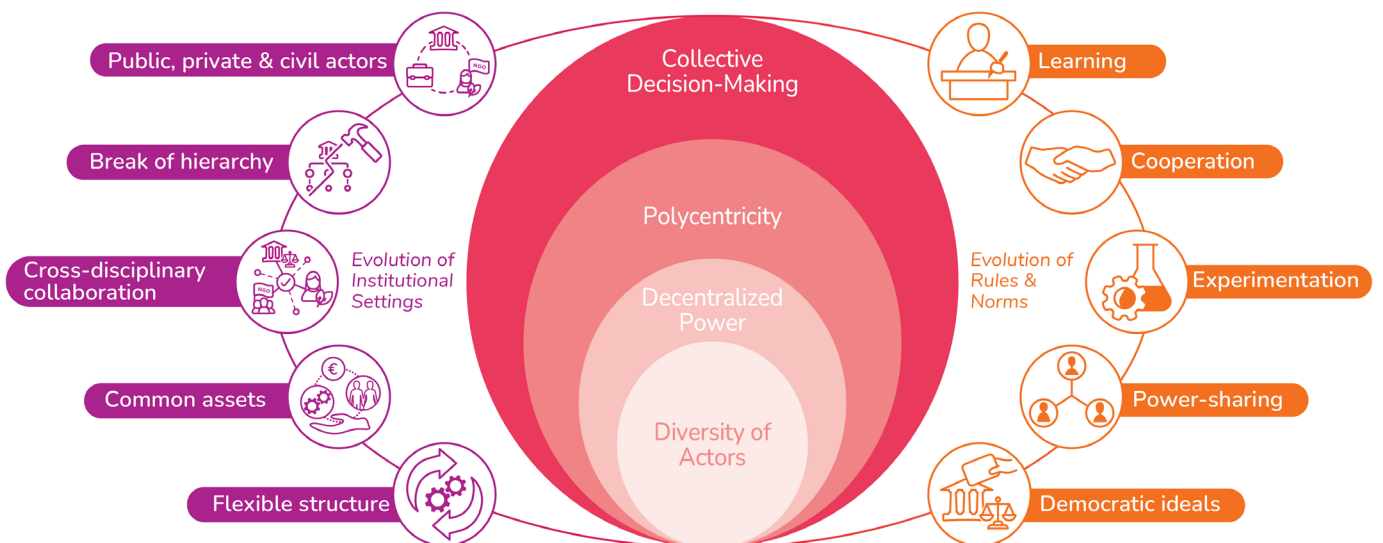 Public, private & civil actors
NGO
Break of hierarchy
Cross-disciplinary
collaboration
NGO
Evolution of
Institutional
Settings
Common assets
€
Flexible structure
Collective
Decision-Making
Polycentricity
Decentralized
Power
Diversity of
Actors
Learning
Cooperation
Evolution of
Rules &
Norms
Experimentation
Power-sharing
Democratic ideals